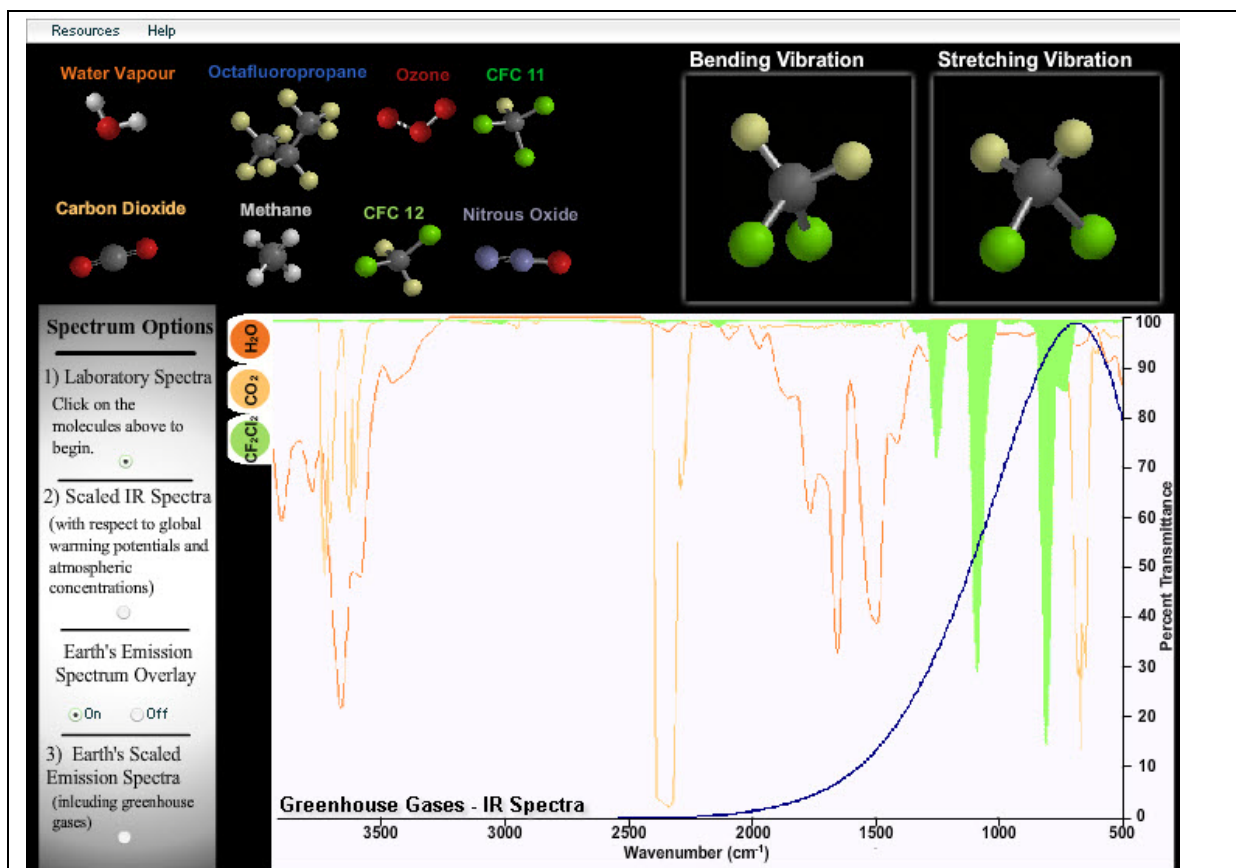 Resources Help
Water Vapour Octafluoropropane Ozone CFC 11
Bending Vibration Stretching Vibration
Carbon Dioxide Methane CFC 12 Nitrous Oxide
Spectrum Options
1) Laboratory Spectra
Click on the
molecules above to
begin.
2) Scaled IR Spectra
(with respect to global
warming potentials and
atmospheric
concentrations)
Earth's Emission
Spectrum Overlay
On Off
3) Earth's Scaled
Emission Spectra
(inlcuding greenhouse
gases)
H₂O
CO₂
CF₂Cl₂
100
90
80
70
60
50
40
30
20
10
0
Percent Transmittance
Greenhouse Gases - IR Spectra
3500 3000 2500 2000 1500 1000 500
Wavenumber (cm⁻¹)